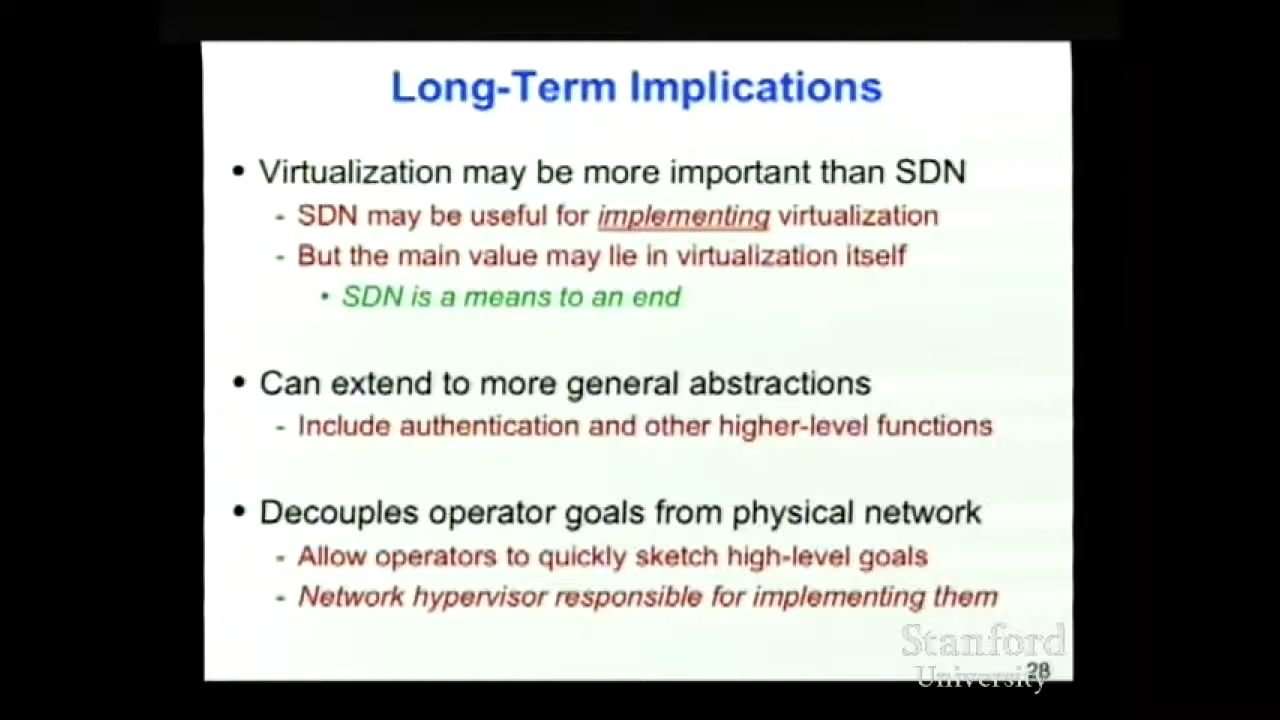 Long-Term Implications
• Virtualization may be more important than SDN
- SDN may be useful for implementing virtualization
- But the main value may lie in virtualization itself
• SDN is a means to an end
• Can extend to more general abstractions
- Include authentication and other higher-level functions
• Decouples operator goals from physical network
- Allow operators to quickly sketch high-level goals
- Network hypervisor responsible for implementing them
Stanford
University
28